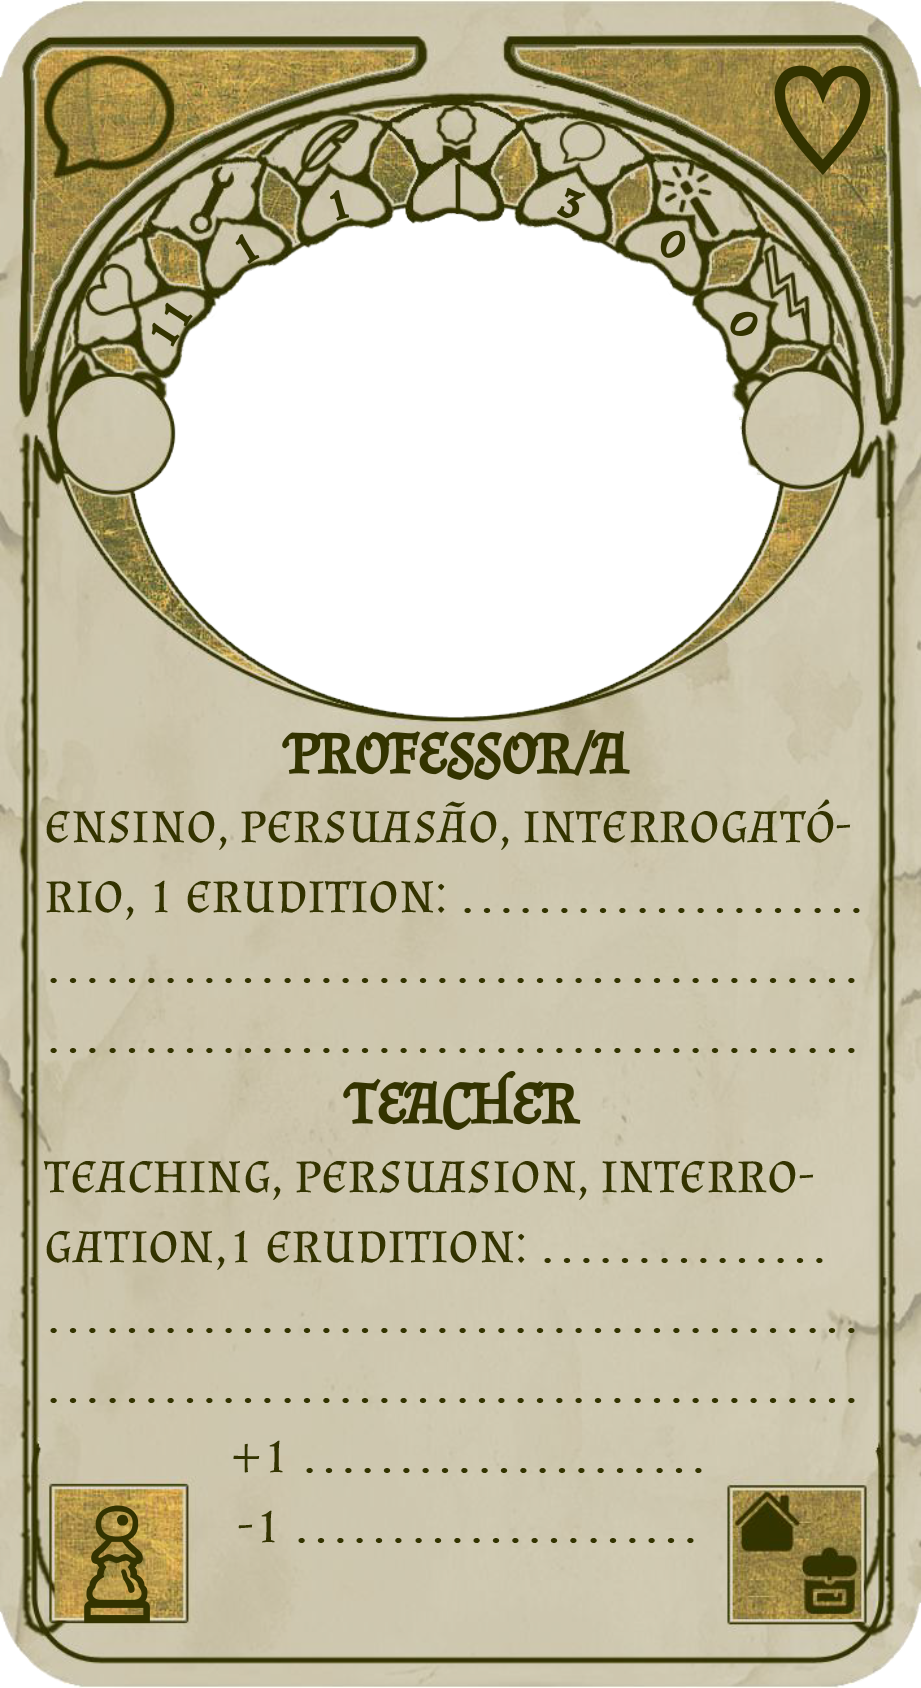 11 1 1 3 0 0
PROFESSOR/A
ENSINO, PERSUASÃO, INTERROGATÓ-
RIO, 1 ERUDITION: .....................
..........................................
..........................................
TEACHER
TEACHING, PERSUASION, INTERRO-
GATION,1 ERUDITION: ...............
..........................................
..........................................
+1 .....................
-1 .....................